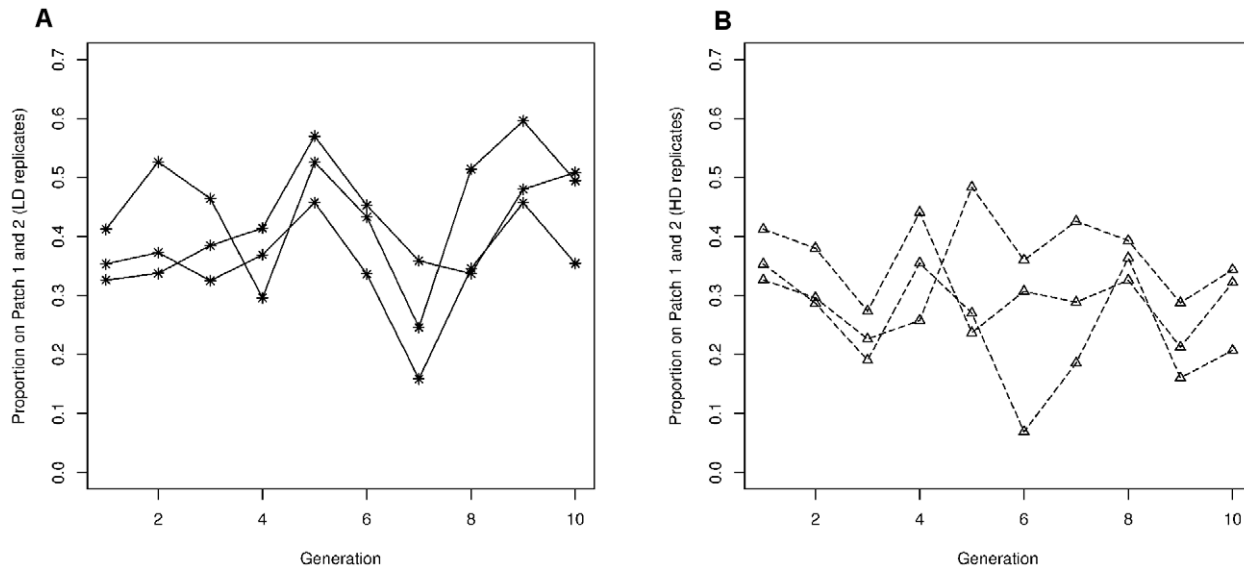 A
Proportion on Patch 1 and 2 (LD replicates)
0.7
0.6
0.5
0.4
0.3
0.2
0.1
0.0
2 4 6 8 10
Generation
B
Proportion on Patch 1 and 2 (HD replicates)
0.7
0.6
0.5
0.4
0.3
0.2
0.1
0.0
2 4 6 8 10
Generation